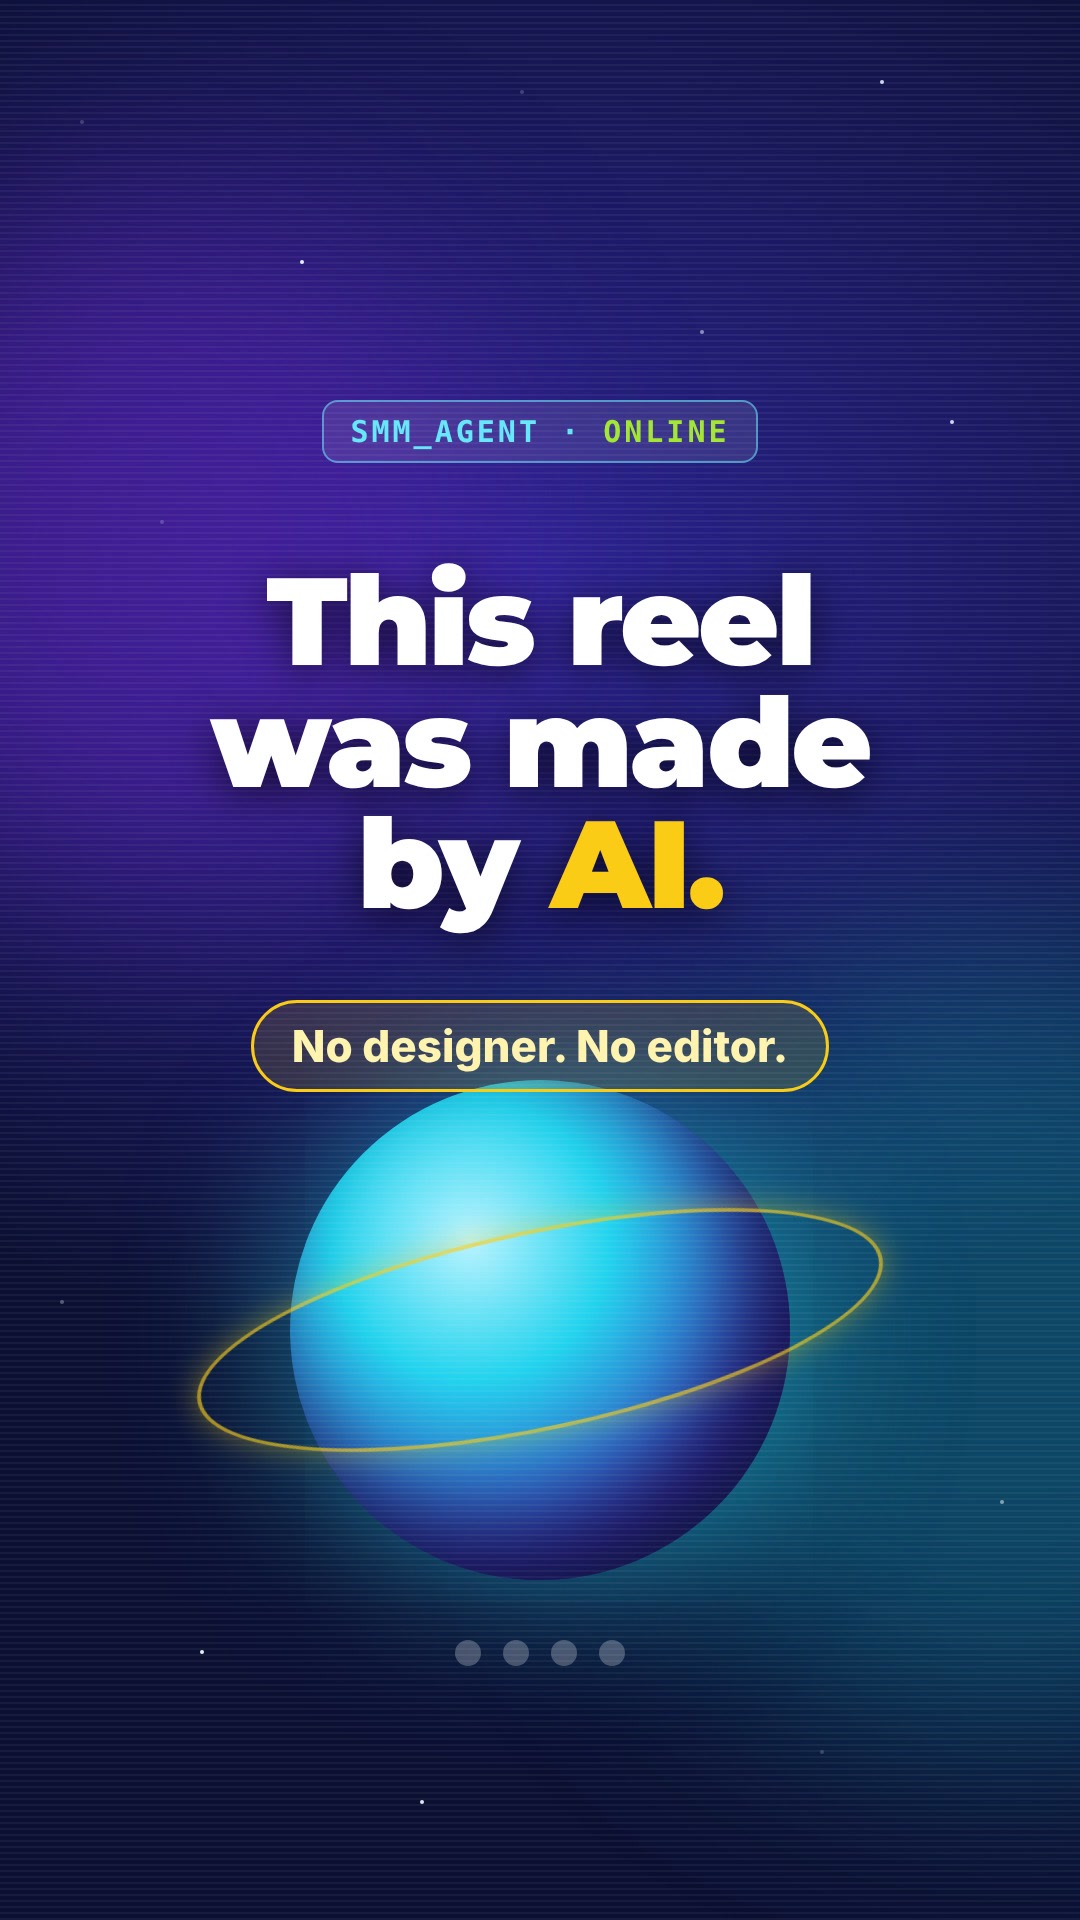 SMM_AGENT · ONLINE
This reel
was made
by AI.
No designer. No editor.